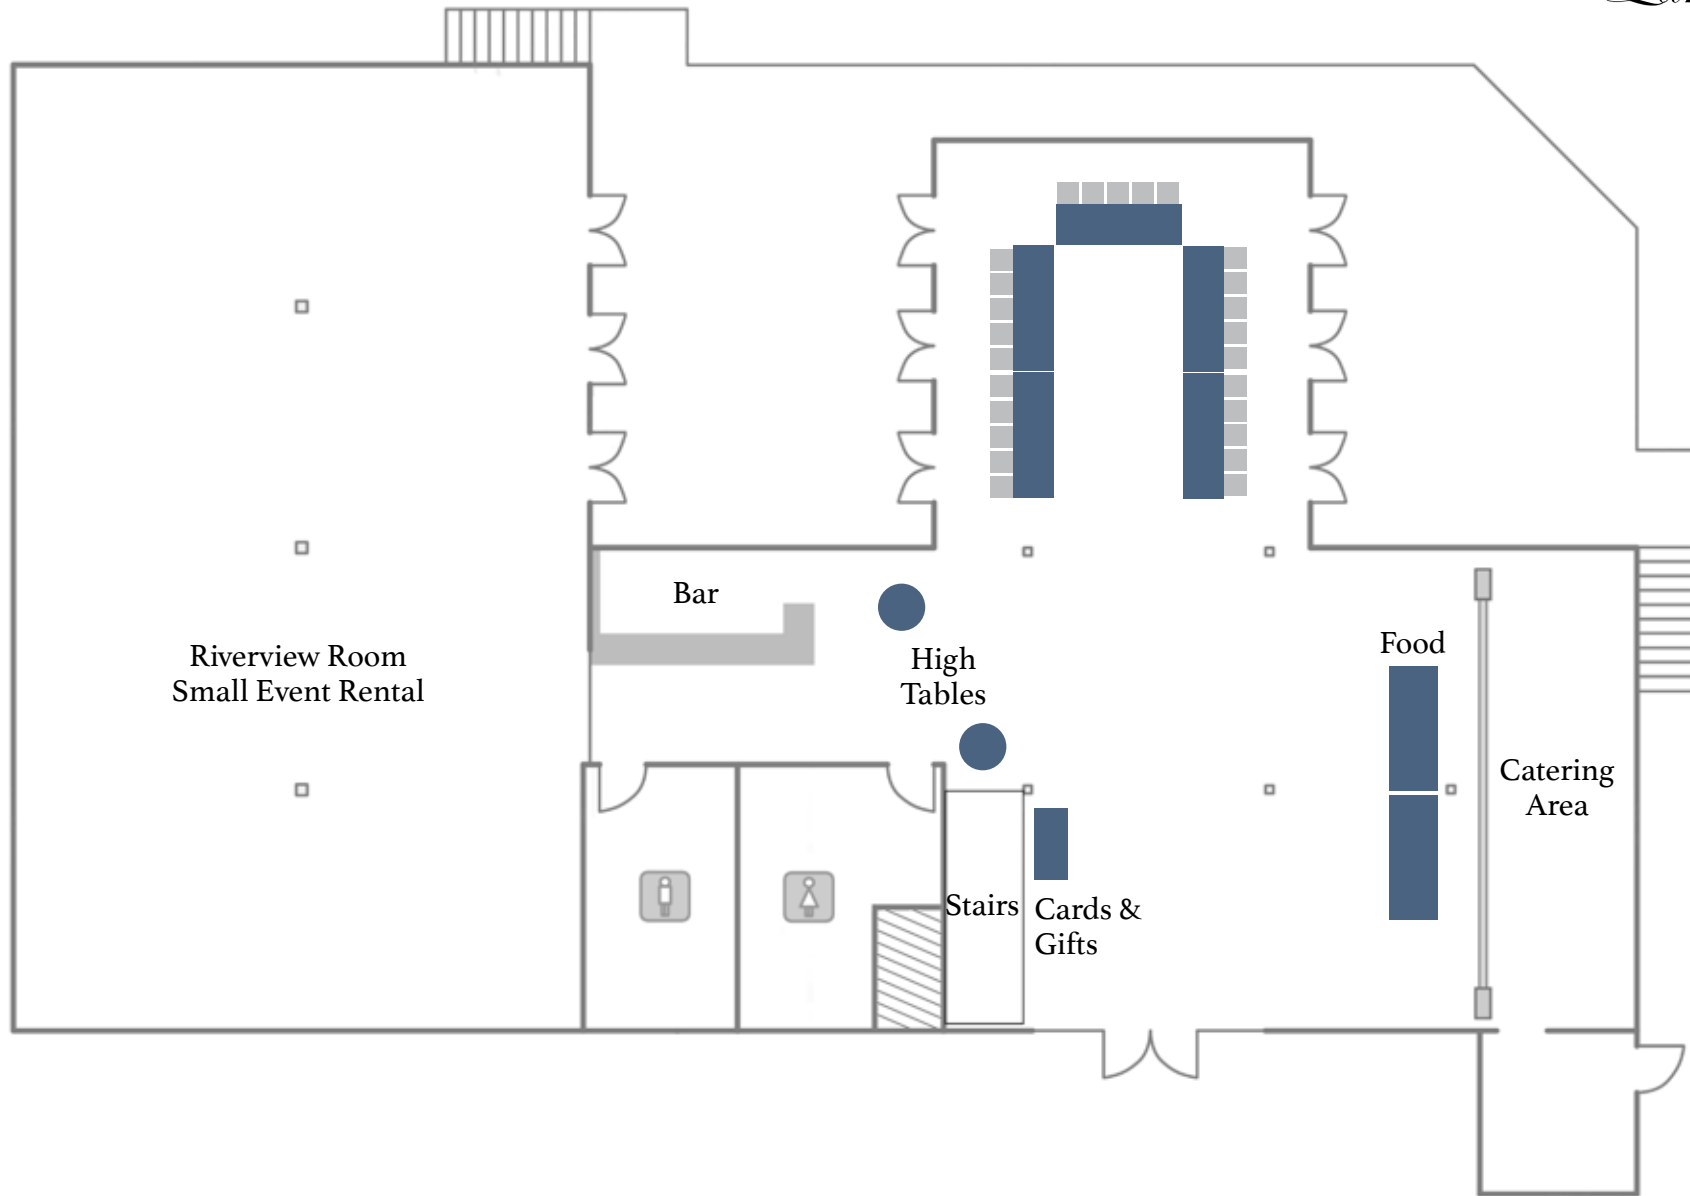 Bar
High
Tables
Riverview Room
Small Event Rental
Food
Catering
Area
Stairs
Cards &
Gifts